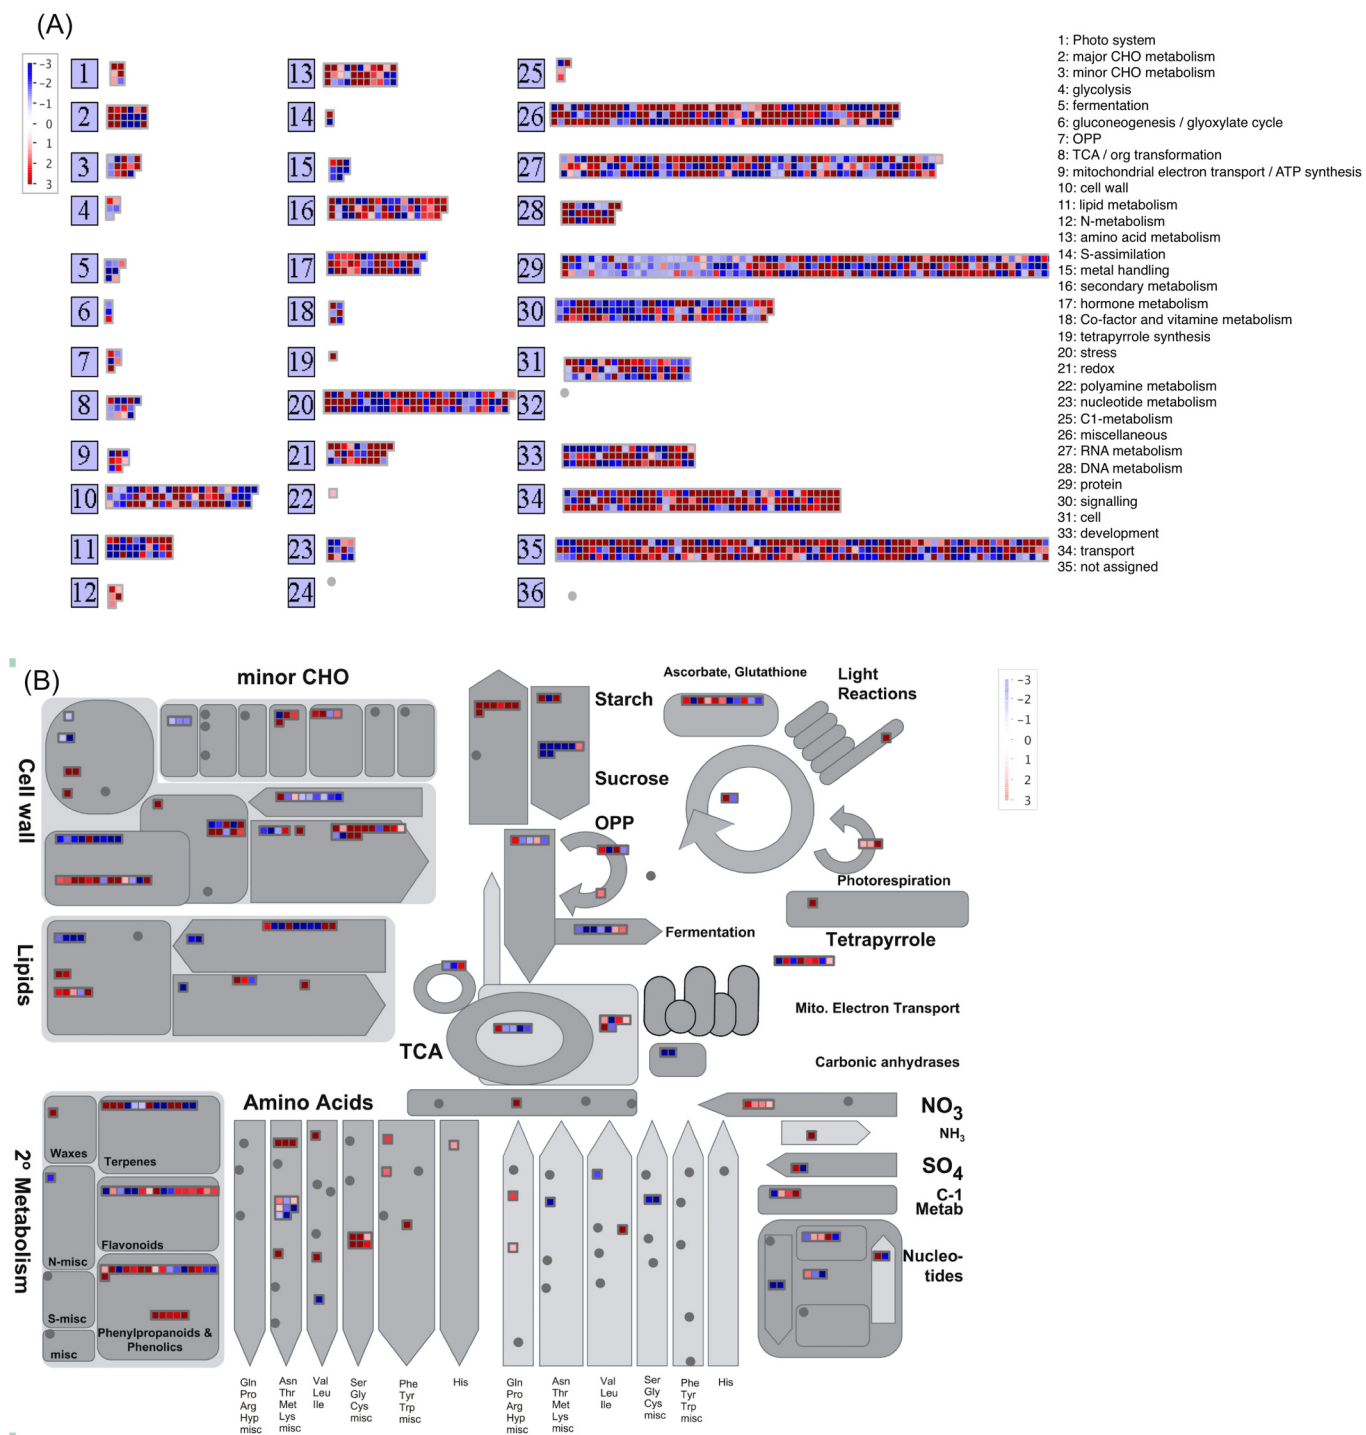 (A)
-3
-2
-1
0
1
2
3
1
2
3
4
5
6
7
8
9
10
11
12
13
14
15
16
17
18
19
20
21
22
23
24
25
26
27
28
29
30
31
32
33
34
35
36
1: Photo system
2: major CHO metabolism
3: minor CHO metabolism
4: glycolysis
5: fermentation
6: gluconeogenesis / glyoxylate cycle
7: OPP
8: TCA / org transformation
9: mitochondrial electron transport / ATP synthesis
10: cell wall
11: lipid metabolism
12: N-metabolism
13: amino acid metabolism
14: S-assimilation
15: metal handling
16: secondary metabolism
17: hormone metabolism
18: Co-factor and vitamine metabolism
19: tetrapyrrole synthesis
20: stress
21: redox
22: polyamine metabolism
23: nucleotide metabolism
25: C1-metabolism
26: miscellaneous
27: RNA metabolism
28: DNA metabolism
29: protein
30: signalling
31: cell
33: development
34: transport
35: not assigned
(B)
minor CHO
Cell wall
Lipids
2º Metabolism
Starch
Sucrose
OPP
Fermentation
TCA
Ascorbate, Glutathione
Light
Reactions
-3
-2
-1
0
1
2
3
Photorespiration
Tetrapyrrole
Mito. Electron Transport
Carbonic anhydrases
Amino Acids
NO3
NH3
SO4
C-1
Metab
Nucleo-
tides
Waxes
Terpenes
Flavonoids
N-misc
S-misc
Phenylpropanoids &
Phenolics
misc
Gln
Pro
Arg
Hyp
misc
Asn
Thr
Met
Lys
misc
Val
Leu
Ile
Ser
Gly
Cys
misc
Phe
Tyr
Trp
misc
His
Gln
Pro
Arg
Hyp
misc
Asn
Thr
Met
Lys
misc
Val
Leu
Ile
Ser
Gly
Cys
misc
Phe
Tyr
Trp
misc
His